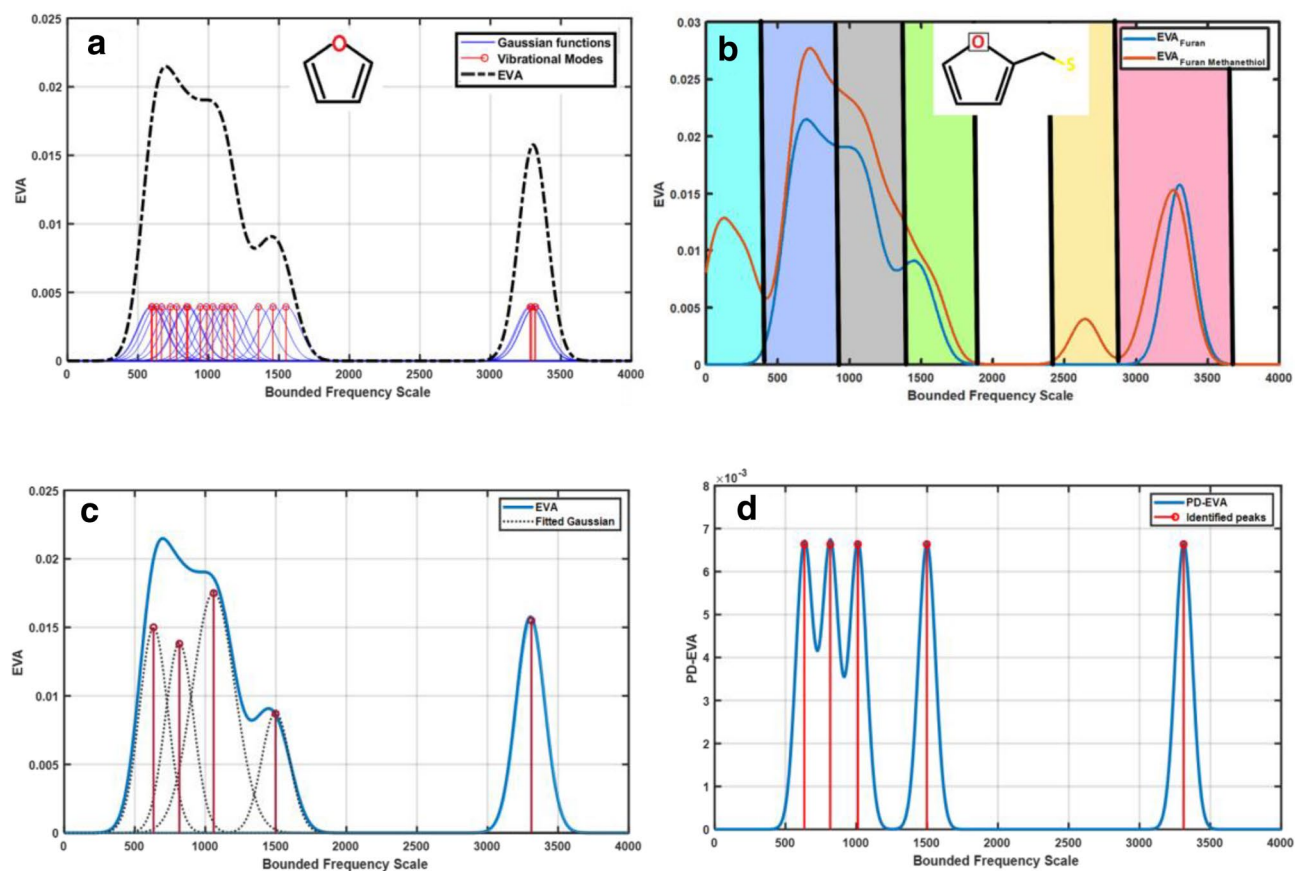 a
0.025
0.02
0.015
0.01
0.005
0
EVA
O
Gaussian functions
Vibrational Modes
EVA
0 500 1000 1500 2000 2500 3000 3500 4000
Bounded Frequency Scale
b
0.03
0.025
0.02
0.015
0.01
0.005
0
EVA
O
S
EVA Furan
EVA Furan Methanethiol
0 500 1000 1500 2000 2500 3000 3500 4000
Bounded Frequency Scale
c
0.025
0.02
0.015
0.01
0.005
0
EVA
EVA
Fitted Gaussian
0 500 1000 1500 2000 2500 3000 3500 4000
Bounded Frequency Scale
d
×10-3
8
7
6
5
4
3
2
1
0
PD-EVA
PD-EVA
Identified peaks
0 500 1000 1500 2000 2500 3000 3500 4000
Bounded Frequency Scale